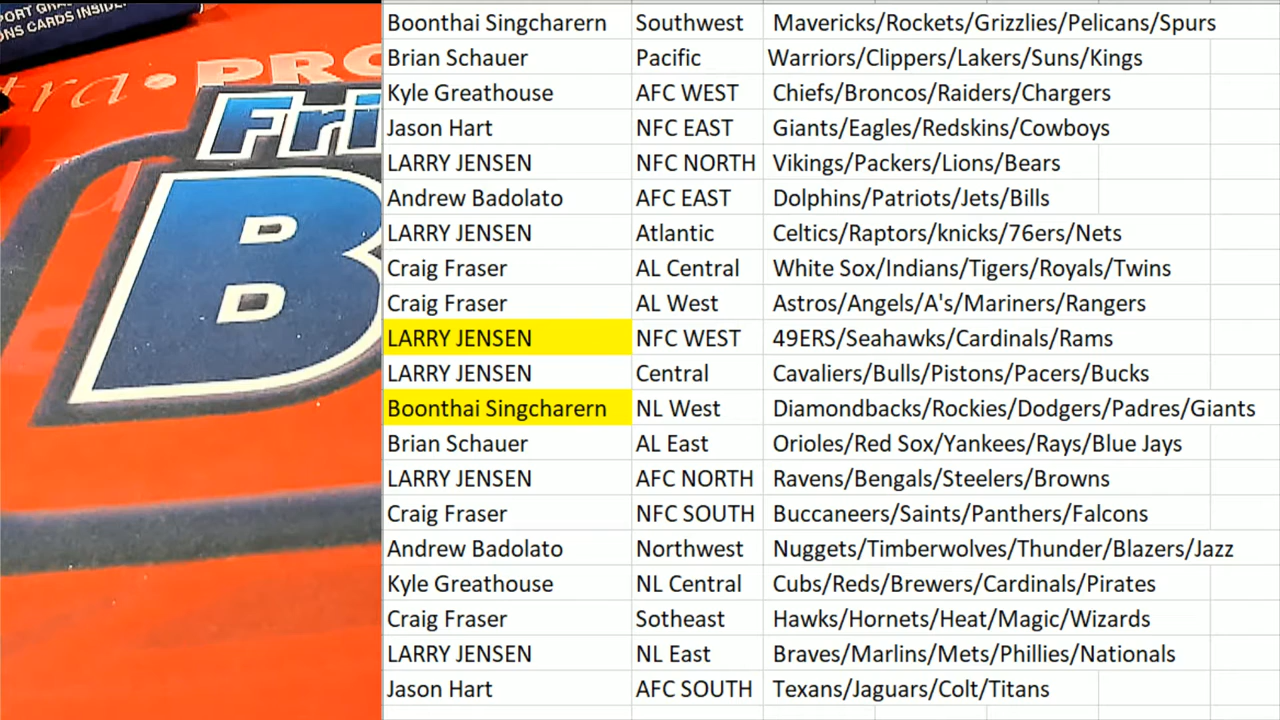 PORT GRA
NS CARDS INSIDE
tra • PRO
Fri
B
Boonthai Singcharern Southwest Mavericks/Rockets/Grizzlies/Pelicans/Spurs
Brian Schauer Pacific Warriors/Clippers/Lakers/Suns/Kings
Kyle Greathouse AFC WEST Chiefs/Broncos/Raiders/Chargers
Jason Hart NFC EAST Giants/Eagles/Redskins/Cowboys
LARRY JENSEN NFC NORTH Vikings/Packers/Lions/Bears
Andrew Badolato AFC EAST Dolphins/Patriots/Jets/Bills
LARRY JENSEN Atlantic Celtics/Raptors/knicks/76ers/Nets
Craig Fraser AL Central White Sox/Indians/Tigers/Royals/Twins
Craig Fraser AL West Astros/Angels/A's/Mariners/Rangers
LARRY JENSEN NFC WEST 49ERS/Seahawks/Cardinals/Rams
LARRY JENSEN Central Cavaliers/Bulls/Pistons/Pacers/Bucks
Boonthai Singcharern NL West Diamondbacks/Rockies/Dodgers/Padres/Giants
Brian Schauer AL East Orioles/Red Sox/Yankees/Rays/Blue Jays
LARRY JENSEN AFC NORTH Ravens/Bengals/Steelers/Browns
Craig Fraser NFC SOUTH Buccaneers/Saints/Panthers/Falcons
Andrew Badolato Northwest Nuggets/Timberwolves/Thunder/Blazers/Jazz
Kyle Greathouse NL Central Cubs/Reds/Brewers/Cardinals/Pirates
Craig Fraser Sotheast Hawks/Hornets/Heat/Magic/Wizards
LARRY JENSEN NL East Braves/Marlins/Mets/Phillies/Nationals
Jason Hart AFC SOUTH Texans/Jaguars/Colt/Titans